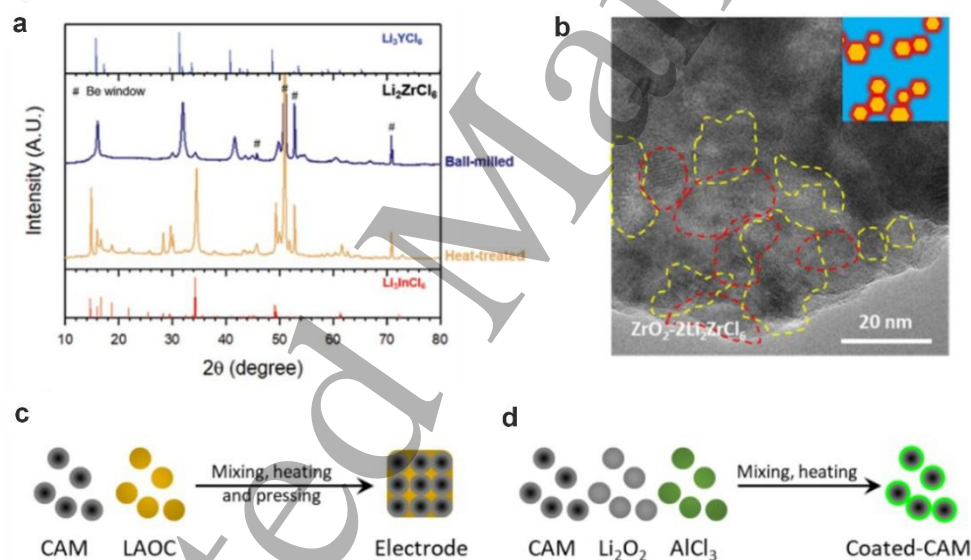 a
Li₃YCl₆
# Be window
Li₂ZrCl₆
#
#
#
#
Ball-milled
Heat-treated
Li₃InCl₆
Intensity (A.U.)
10 20 30 40 50 60 70 80
2θ (degree)
b
ZrO₂-2Li₂ZrCl₆
20 nm
c
Mixing, heating
and pressing
CAM LAOC Electrode
d
Mixing, heating
CAM Li₂O₂ AlCl₃ Coated-CAM